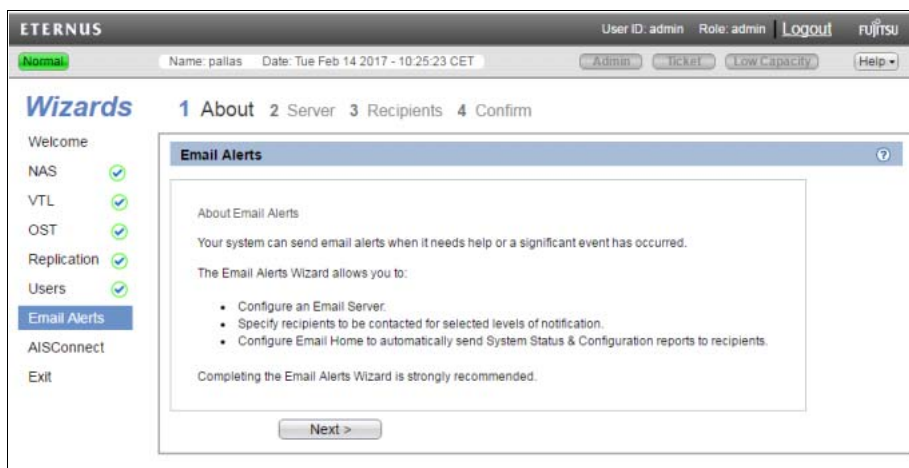 ETERNUS
User ID: admin Role: admin Logout FUJITSU
Normal Name: pallas Date: Tue Feb 14 2017 - 10:25:23 CET Admin Ticket Low Capacity Help
Wizards
1 About 2 Server 3 Recipients 4 Confirm
Welcome
NAS
VTL
OST
Replication
Users
Email Alerts
AISConnect
Exit
Email Alerts ?
About Email Alerts
Your system can send email alerts when it needs help or a significant event has occurred.
The Email Alerts Wizard allows you to:
• Configure an Email Server.
• Specify recipients to be contacted for selected levels of notification.
• Configure Email Home to automatically send System Status & Configuration reports to recipients.
Completing the Email Alerts Wizard is strongly recommended.
Next >